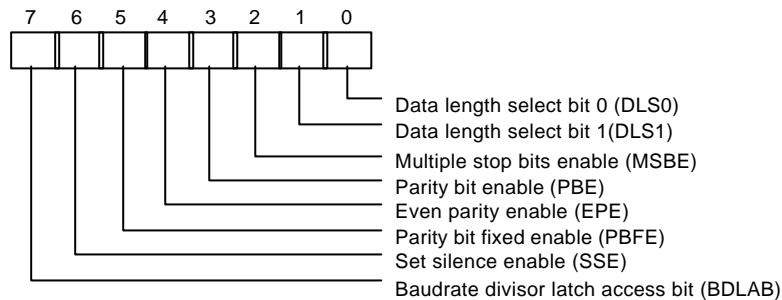 7 6 5 4 3 2 1 0
Data length select bit 0 (DLS0)
Data length select bit 1(DLS1)
Multiple stop bits enable (MSBE)
Parity bit enable (PBE)
Even parity enable (EPE)
Parity bit fixed enable (PBFE)
Set silence enable (SSE)
Baudrate divisor latch access bit (BDLAB)